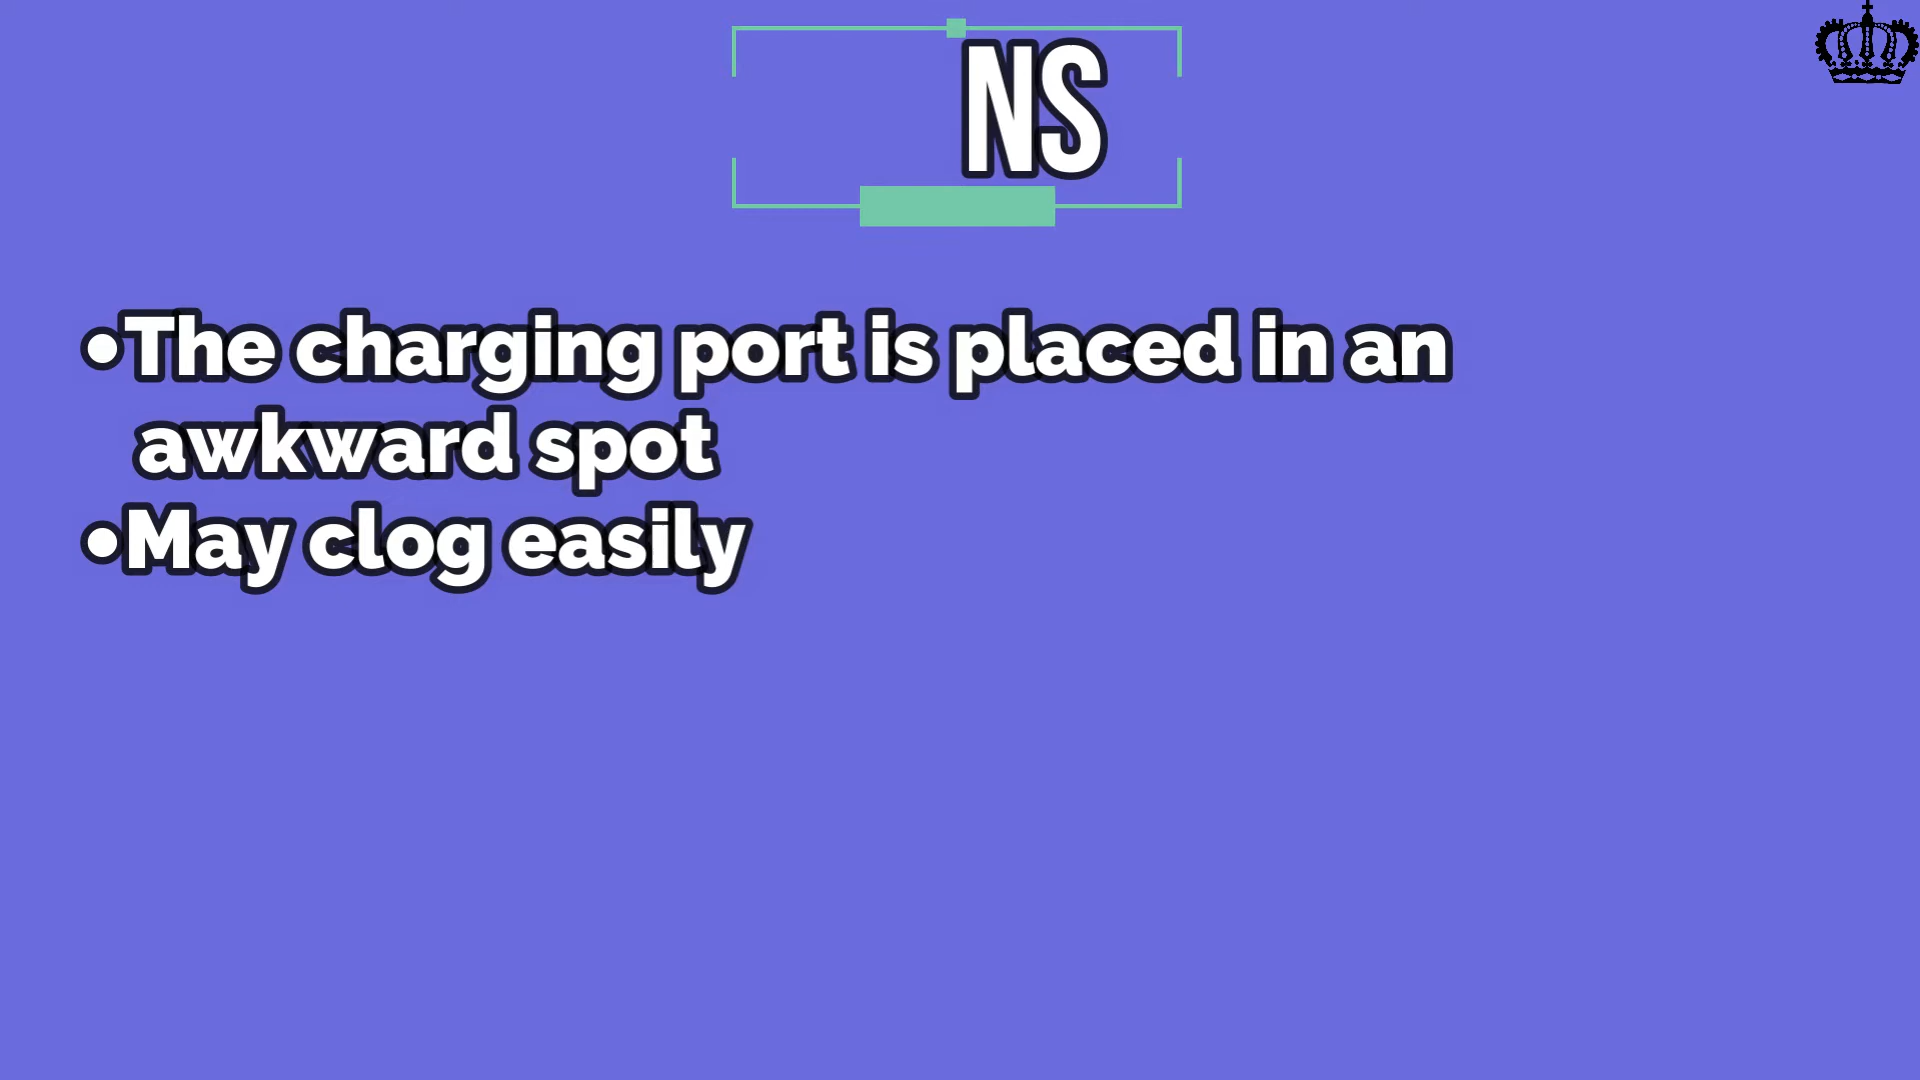 NS
•The charging port is placed in an
awkward spot
•May clog easily